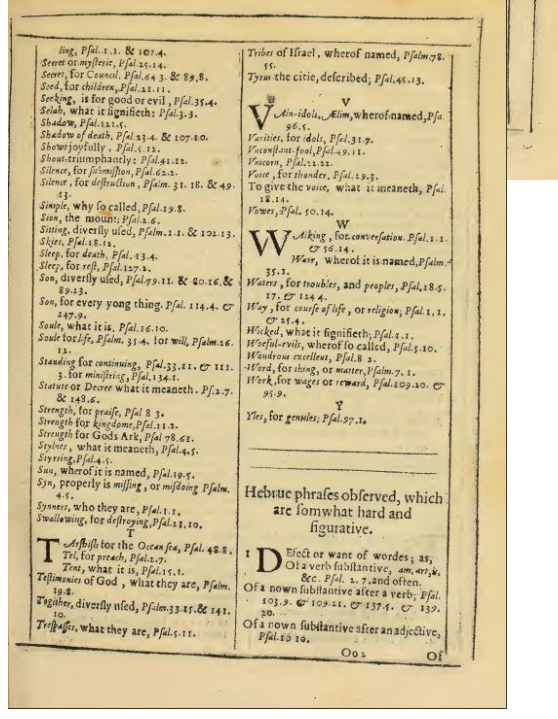 ling, Psal. 1. 1. & 107.4.
Secret or mysterie, Psal. 25.14.
Secret, for Council. Psal. 64 3. & 89,8.
Seed, for children, Psal. 21.11.
Seeking, is for good or evil, Psal. 35.4.
Selah, what it signifieth: Psal. 3.3.
Shadow, Psal. 121.5.
Shadow of death, Psal. 23.4. & 107.10.
Showt joyfully, Psal. 5.12.
Shout-triumphantly: Psal. 41.12.
Silence, for submission, Psal. 62.2.
Silence, for destruction, Psalm. 31. 18. & 49.
13.
Simple, why so called, Psal. 19.8.
Sion, the mount; Psal. 2.6.
Sitting, diversly used, Psalm. 1.1. & 102.13.
Skies, Psal. 18.12.
Sleep, for death, Psal. 13.4.
Sleep, for rest, Psal. 127.2.
Son, diversly used, Psal. 79.11. & 80.16. &
89.23.
Son, for every yong thing. Psal. 114.4. &
147.9.
Soule, what it is, Psal. 16.10.
Soule for life, Psalm. 35.4. for will, Psalm. 26.
12.
Standing for continuing, Psal. 33.11. & 111.
3. for ministring, Psal. 134.1.
Statute or Decree what it meaneth. Ps. 2.7.
& 148.6.
Strength, for praise, Psal 8 3.
Strength for kingdome, Psal. 21.2.
Strength for Gods Ark, Psal 78.61.
Stylnes, what it meaneth, Psal. 4.5.
Styrring, Psal. 4.5.
Sun, wherof it is named, Psal. 19.5.
Syn, properly is missing, or misdoing Psalm.
4.5.
Synners, who they are, Psal. 1.1.
Swallowing, for destroying, Psal. 21,10.
T
TArshish for the Ocean sea, Psal. 48.8.
Tel, for preach, Psal. 2.7.
Tent, what it is, Psal. 15.1.
Testimonies of God, what they are, Psalm.
19.8.
Togither, diversly used, Psalm. 33.15. & 141.
10.
Trespasses, what they are, Psal. 5.11.
Tribes of Israel, wherof named, Psalm. 78.
55.
Tyrus the citie, described; Psal. 45.13.
V
VAin-idols, Ælim, wherof named, Psa
96.5.
Vanities, for idols, Psal. 31.7.
Vnconstant-fool, Psal. 49.11.
Vnicorn, Psal. 22.22.
Voice, for thonder, Psal. 29.3.
To give the voice, what it meaneth, Psal.
18.14.
Vowes, Psal. 50.14.
W
WAlking, for conversation. Psal. 1.1.
& 56.14.
Warr, wherof it is named, Psalm.
35.1.
Waters, for troubles, and peoples, Psal, 18.5.
17. & 124 4.
Way, for course of life, or religion; Psal. 1.1.
& 25.4.
Wicked, what it signifieth; Psal. 1.1.
Woeful-evils, wherof so called, Psal. 5.10.
Wondrous excellent, Psal. 8 2.
Word, for thing, or matter, Psalm. 7.1.
Work, for wages or reward, Psal. 109.20. &
95.9.
Y
Yles, for gentiles; Psal. 97.1.
Hebrue phrases observed, which
are somwhat hard and
figurative.
1 DEfect or want of wordes; as,
Of a verb substantive, am, art, is,
&c. Psal. 2.7. and often.
Of a nown substantive after a verb; Psal.
103.9. & 109.21. & 137.5. & 139.
20.
Of a nown substantive after an adjective,
Psal. 10 10.
Oo2
Of